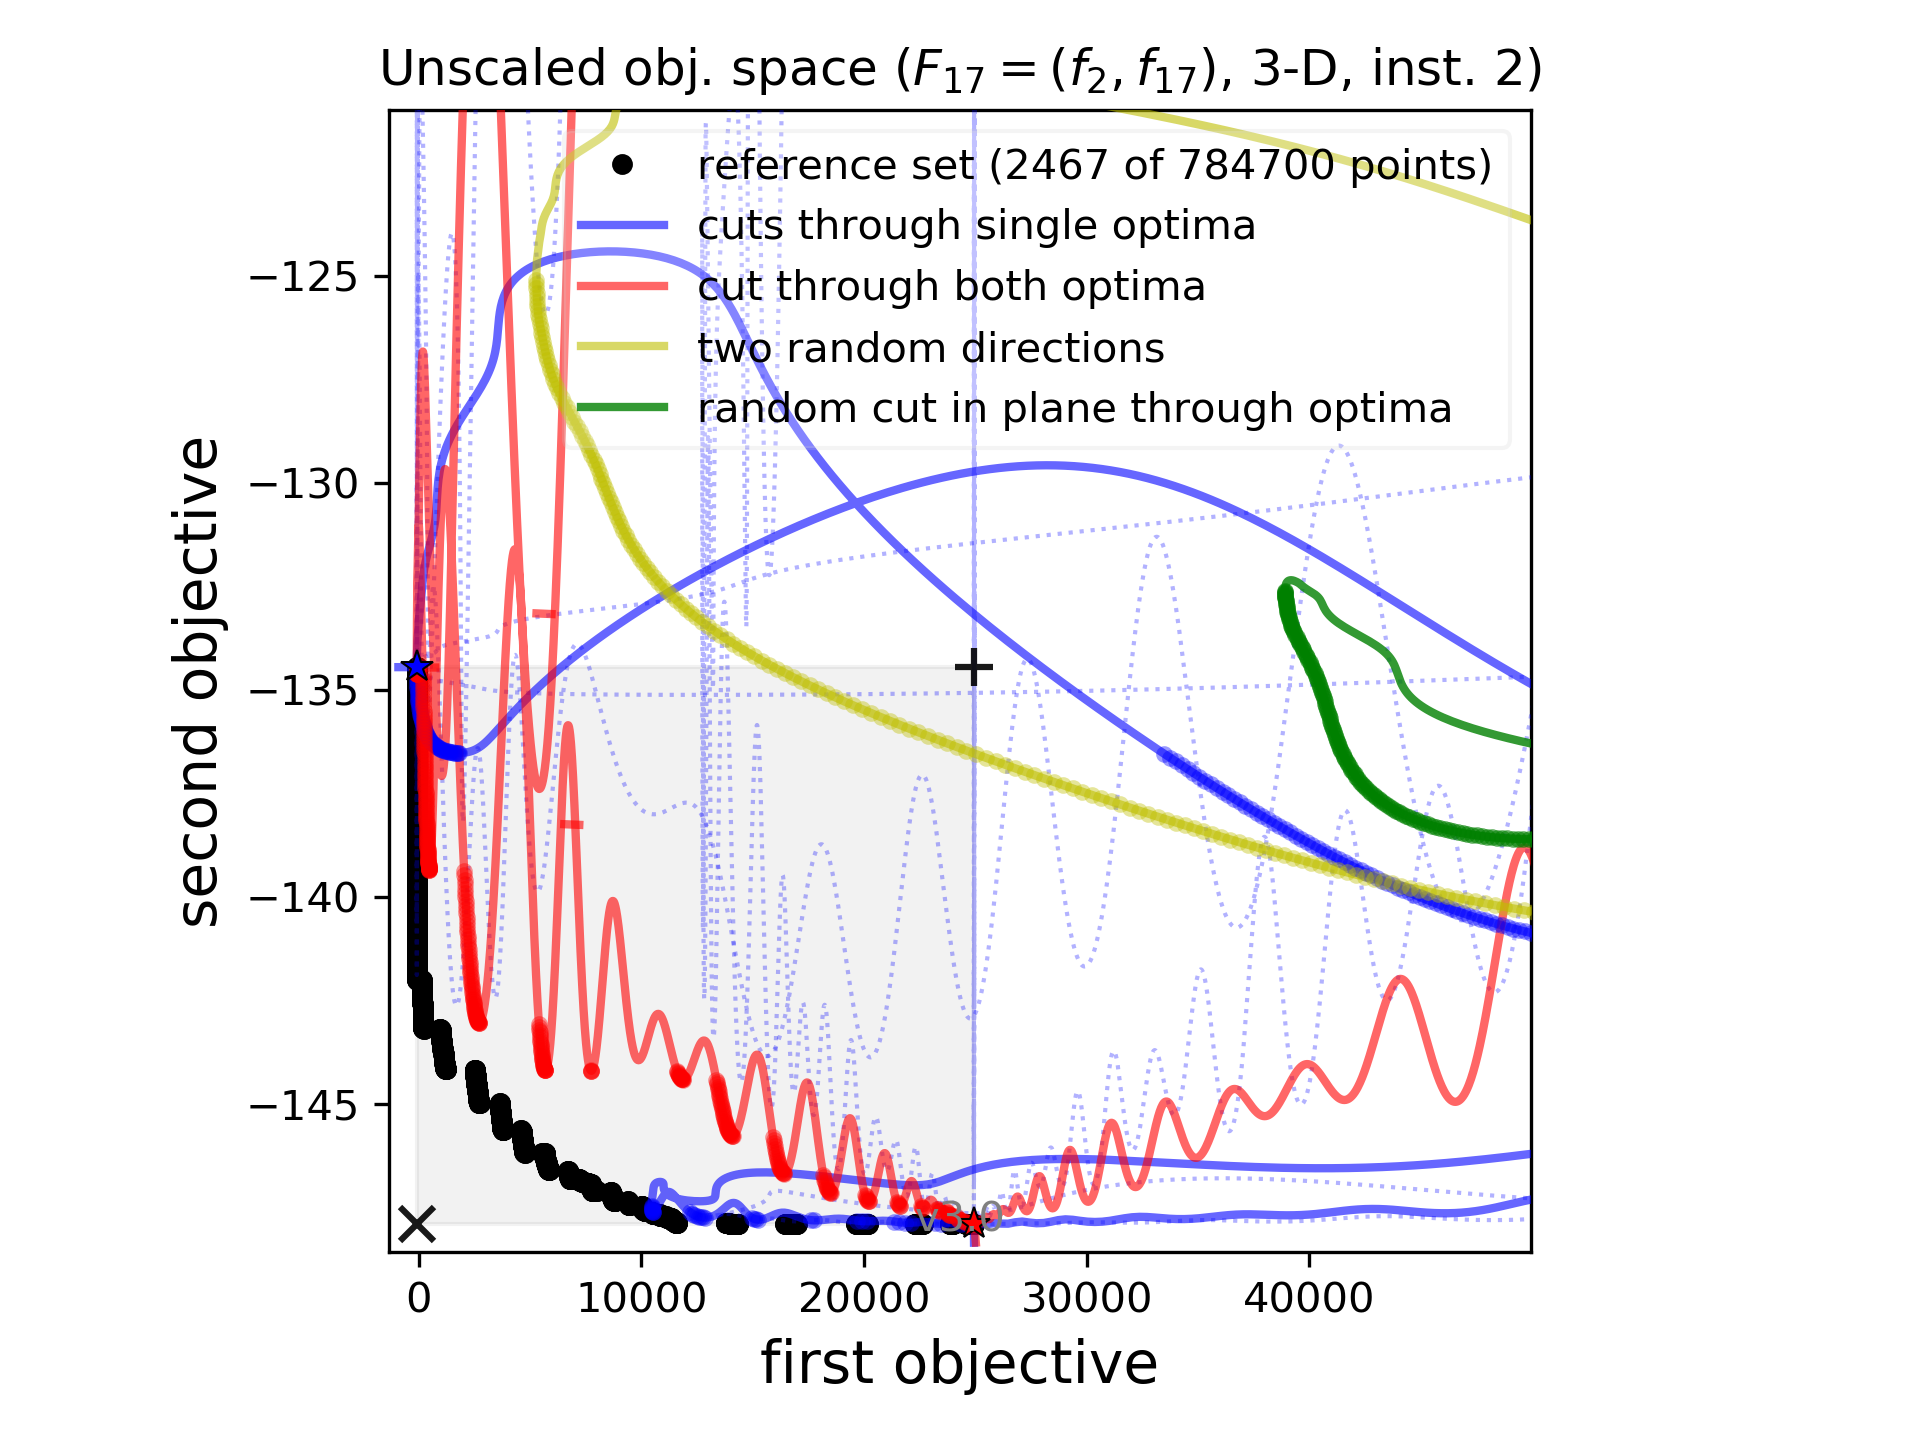 Unscaled obj. space (F₁₇ = (f₂, f₁₇), 3-D, inst. 2)
reference set (2467 of 784700 points)
cuts through single optima
cut through both optima
two random directions
random cut in plane through optima
second objective
−125
−130
−135
−140
−145
v3.0
0 10000 20000 30000 40000
first objective